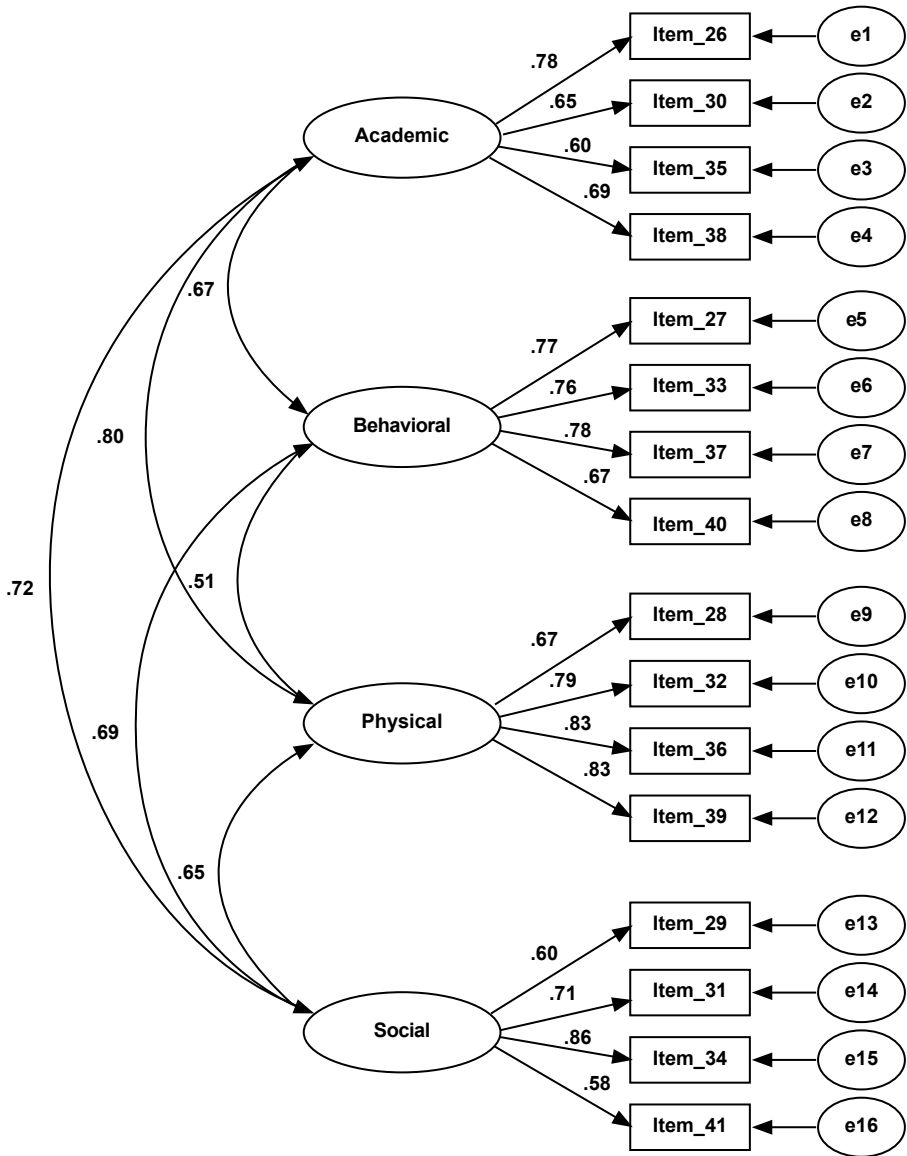 Item_26
e1
.78
Item_30
e2
.65
Academic
.60
Item_35
e3
.69
Item_38
e4
.67
Item_27
e5
.77
Item_33
e6
.76
Behavioral
.78
Item_37
e7
.80
.67
Item_40
e8
.72
.51
Item_28
e9
.67
Item_32
e10
.79
Physical
.83
Item_36
e11
.69
.83
Item_39
e12
.65
Item_29
e13
.60
Item_31
e14
.71
Social
.86
Item_34
e15
.58
Item_41
e16